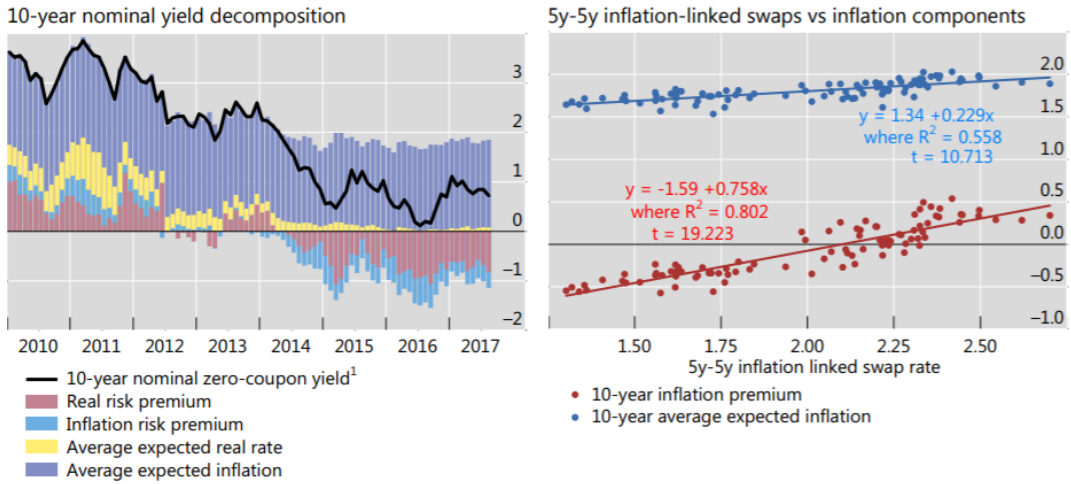 10-year nominal yield decomposition
3
2
1
0
−1
−2
2010 2011 2012 2013 2014 2015 2016 2017
10-year nominal zero-coupon yield1
Real risk premium
Inflation risk premium
Average expected real rate
Average expected inflation
5y-5y inflation-linked swaps vs inflation components
2.0
1.5
1.0
0.5
0.0
−0.5
−1.0
y = 1.34 +0.229x
where R2 = 0.558
t = 10.713
y = -1.59 +0.758x
where R2 = 0.802
t = 19.223
1.50 1.75 2.00 2.25 2.50
5y-5y inflation linked swap rate
10-year inflation premium
10-year average expected inflation